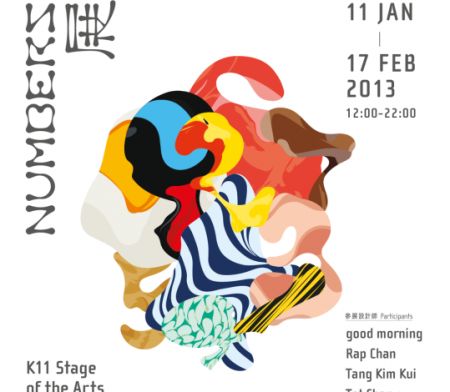 NUMBERS
展
11 JAN
|
17 FEB
2013
12:00-22:00
參展設計師 Participants
good morning
Rap Chan
Tang Kim Kui
K11 Stage
of the Arts